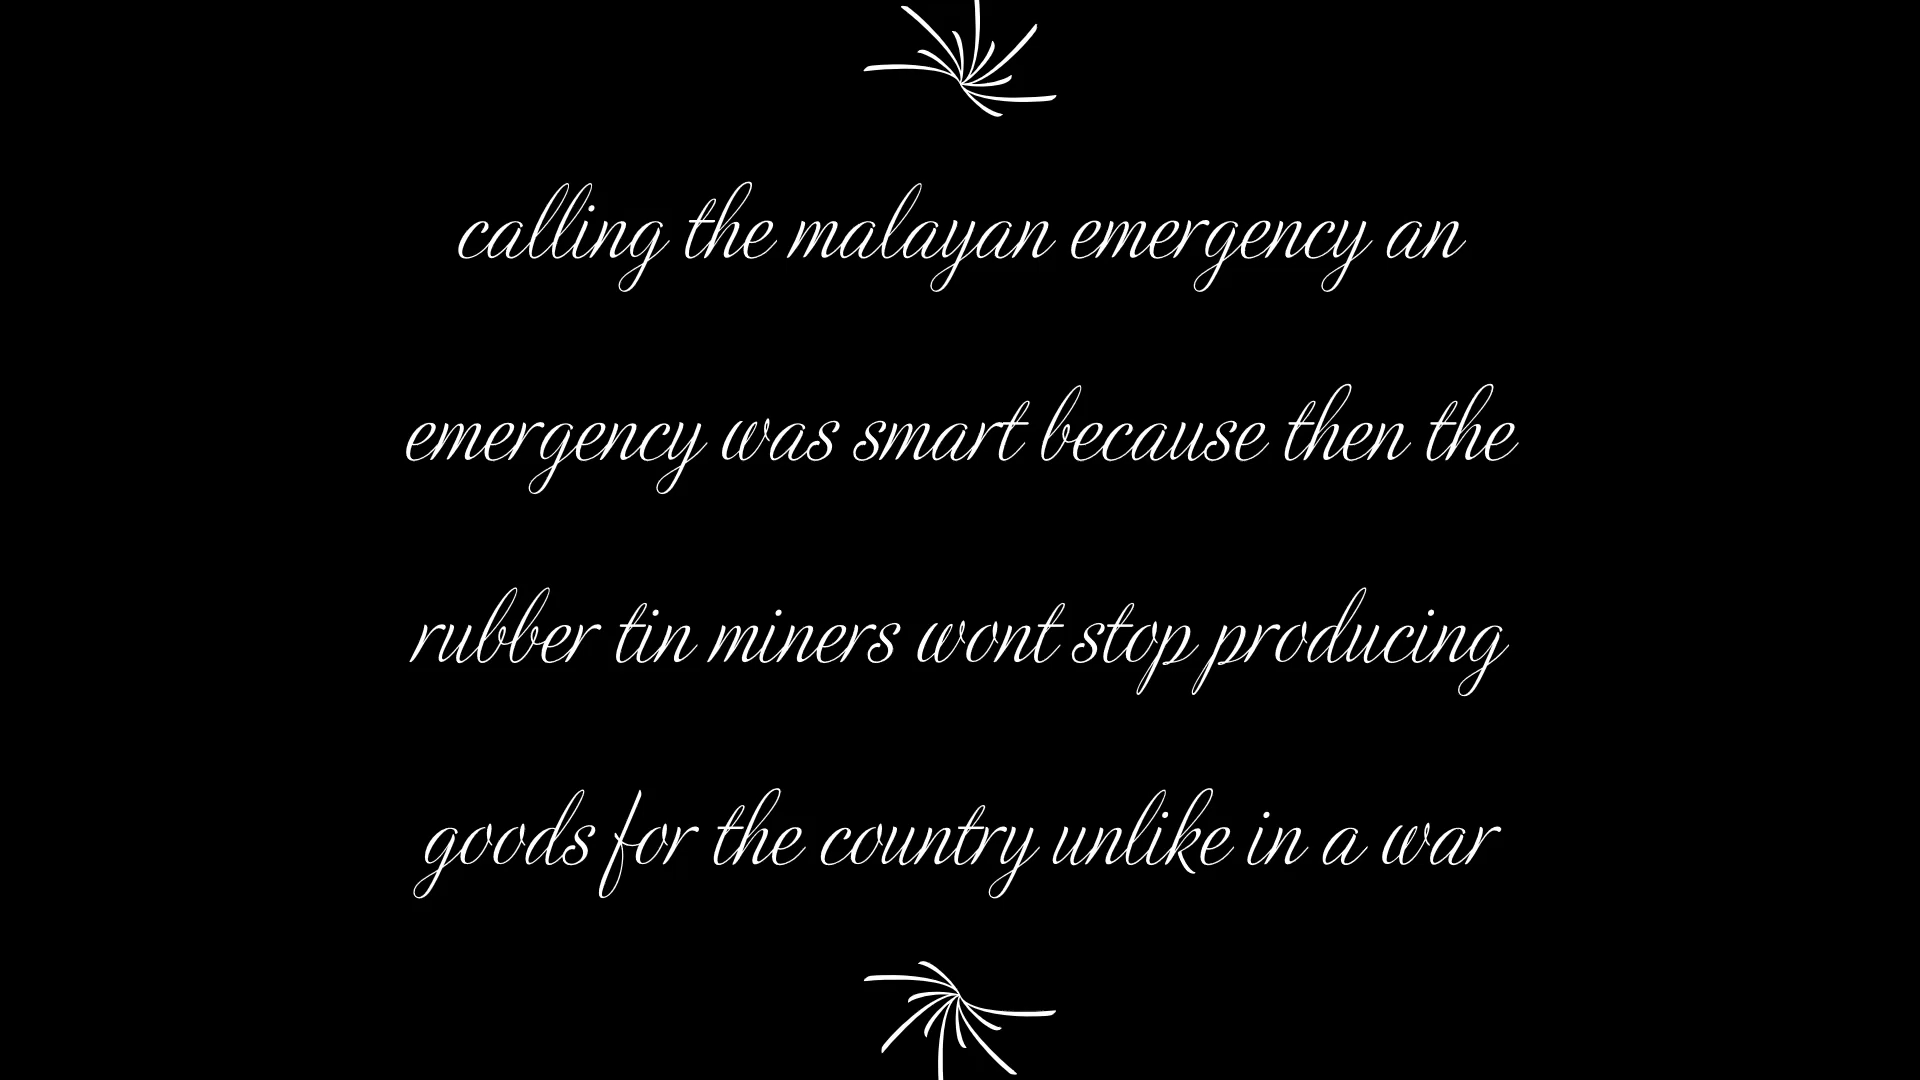 calling the malayan emergency an
emergency was smart because then the
rubber tin miners wont stop producing
goods for the country unlike in a war